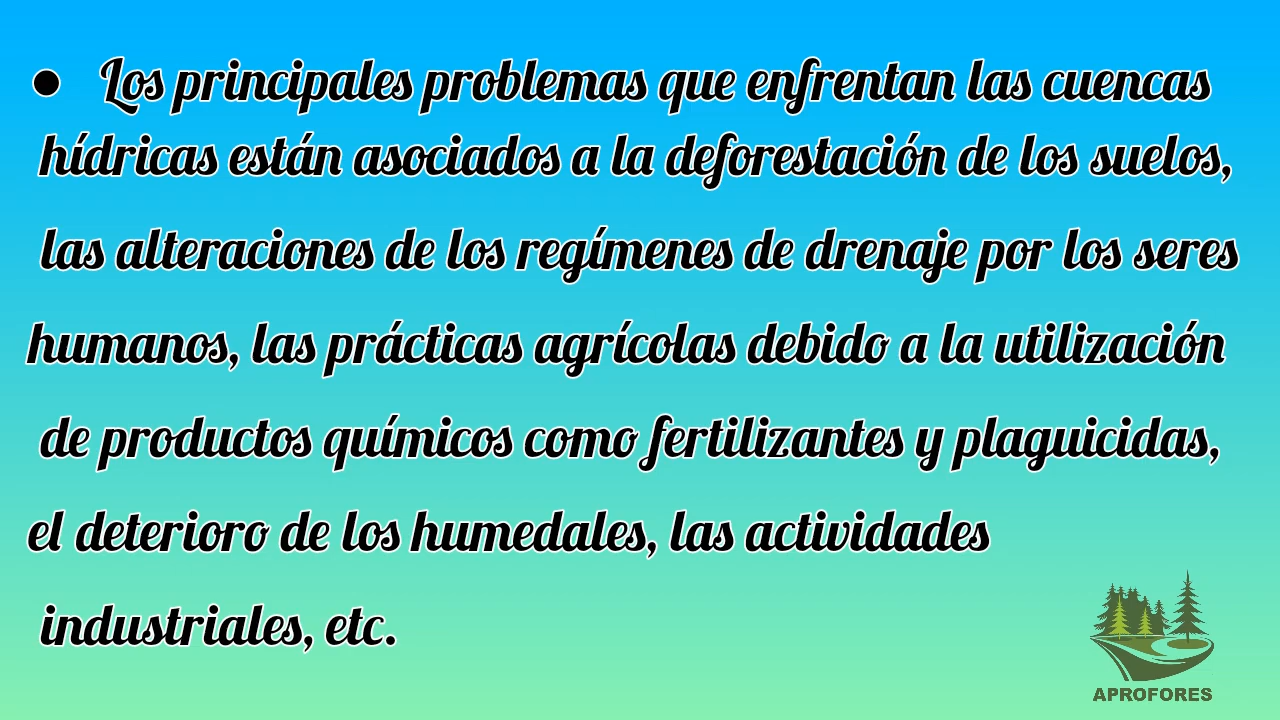 ● Los principales problemas que enfrentan las cuencas
hídricas están asociados a la deforestación de los suelos,
las alteraciones de los regímenes de drenaje por los seres
humanos, las prácticas agrícolas debido a la utilización
de productos químicos como fertilizantes y plaguicidas,
el deterioro de los humedales, las actividades
industriales, etc.
APROFORES